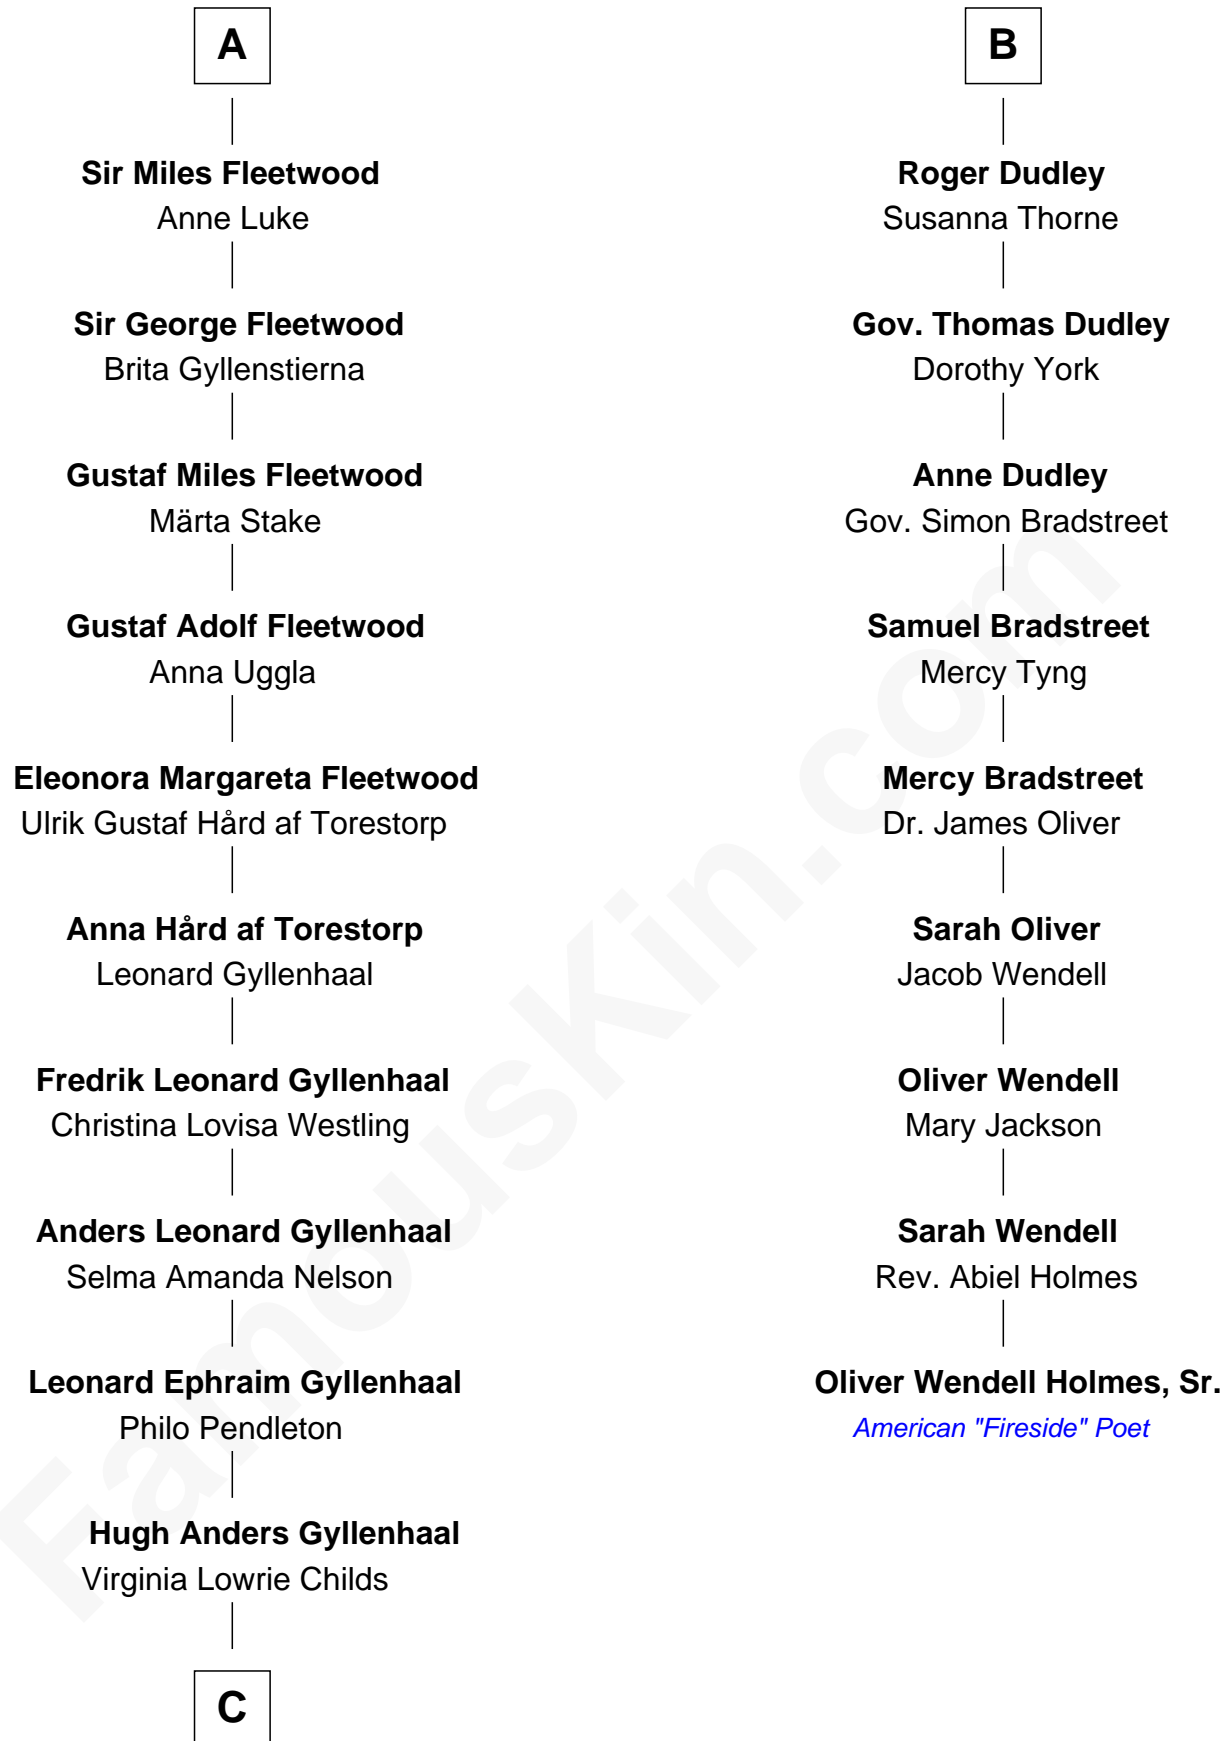 A
Sir Miles Fleetwood
Anne Luke
Sir George Fleetwood
Brita Gyllenstierna
Gustaf Miles Fleetwood
Märta Stake
Gustaf Adolf Fleetwood
Anna Uggla
Eleonora Margareta Fleetwood
Ulrik Gustaf Hård af Torestorp
Anna Hård af Torestorp
Leonard Gyllenhaal
Fredrik Leonard Gyllenhaal
Christina Lovisa Westling
Anders Leonard Gyllenhaal
Selma Amanda Nelson
Leonard Ephraim Gyllenhaal
Philo Pendleton
Hugh Anders Gyllenhaal
Virginia Lowrie Childs
C
B
Roger Dudley
Susanna Thorne
Gov. Thomas Dudley
Dorothy York
Anne Dudley
Gov. Simon Bradstreet
Samuel Bradstreet
Mercy Tyng
Mercy Bradstreet
Dr. James Oliver
Sarah Oliver
Jacob Wendell
Oliver Wendell
Mary Jackson
Sarah Wendell
Rev. Abiel Holmes
Oliver Wendell Holmes, Sr.
American "Fireside" Poet
FamousKin.com